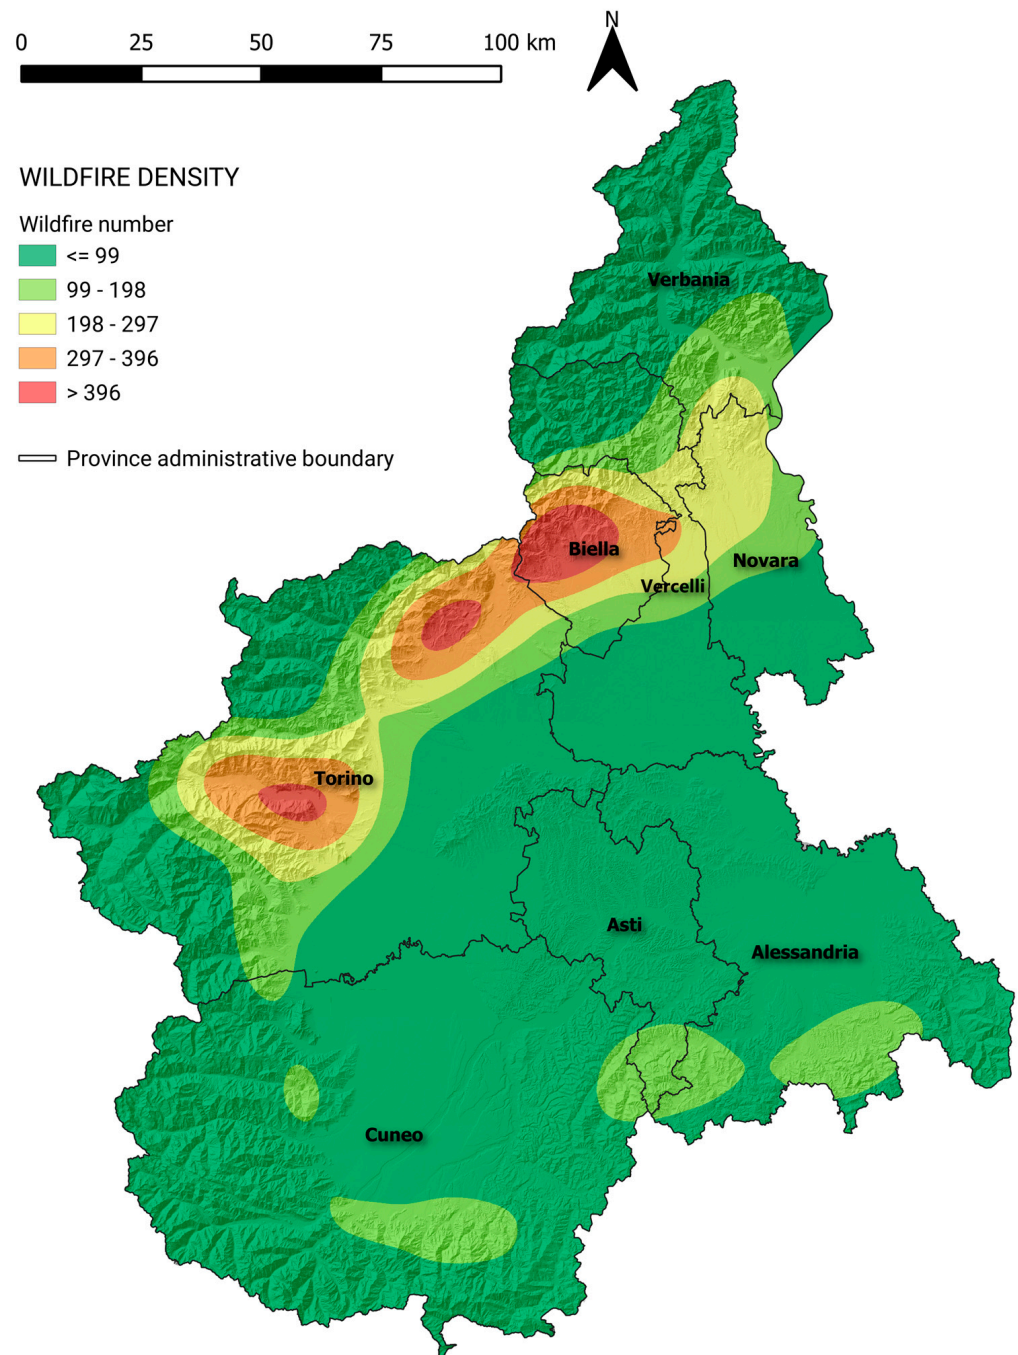 N
0 25 50 75 100 km
WILDFIRE DENSITY
Wildfire number
<= 99
99 - 198
198 - 297
297 - 396
> 396
Province administrative boundary
Verbania
Biella
Novara
Vercelli
Torino
Asti
Alessandria
Cuneo